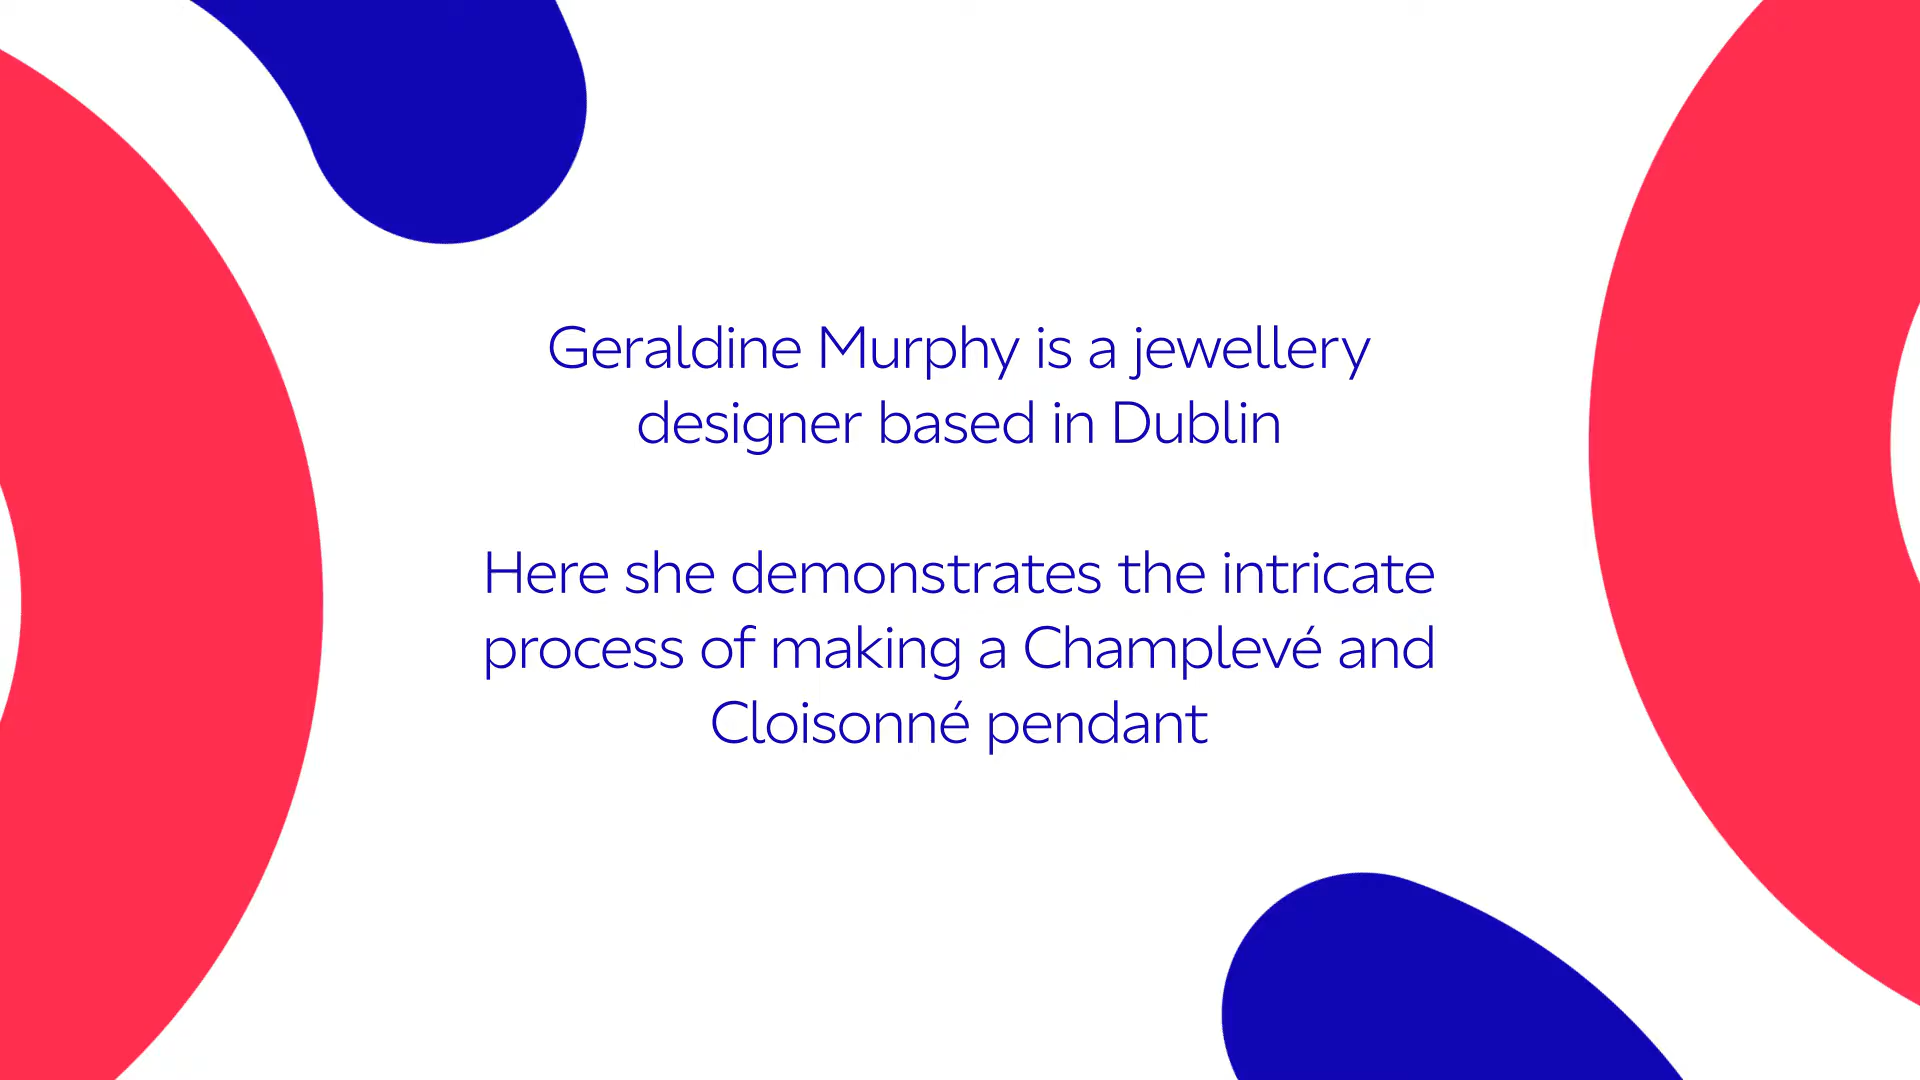 Geraldine Murphy is a jewellery
designer based in Dublin
Here she demonstrates the intricate
process of making a Champlevé and
Cloisonné pendant